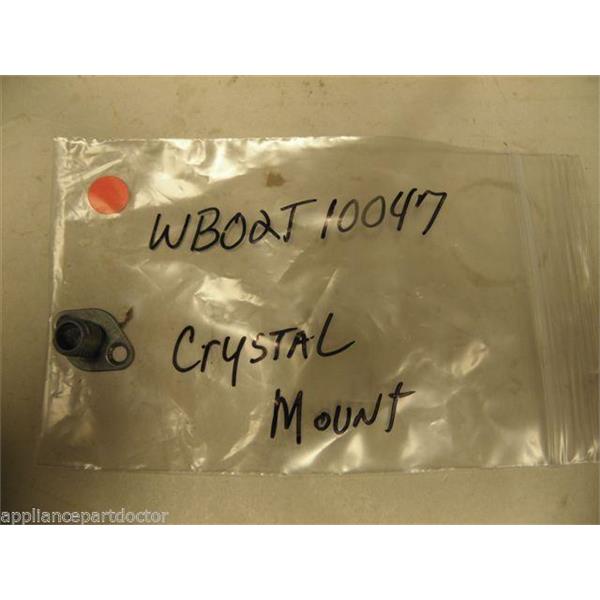 WB02T10047
CrystAL
Mount
appliancepartdoctor